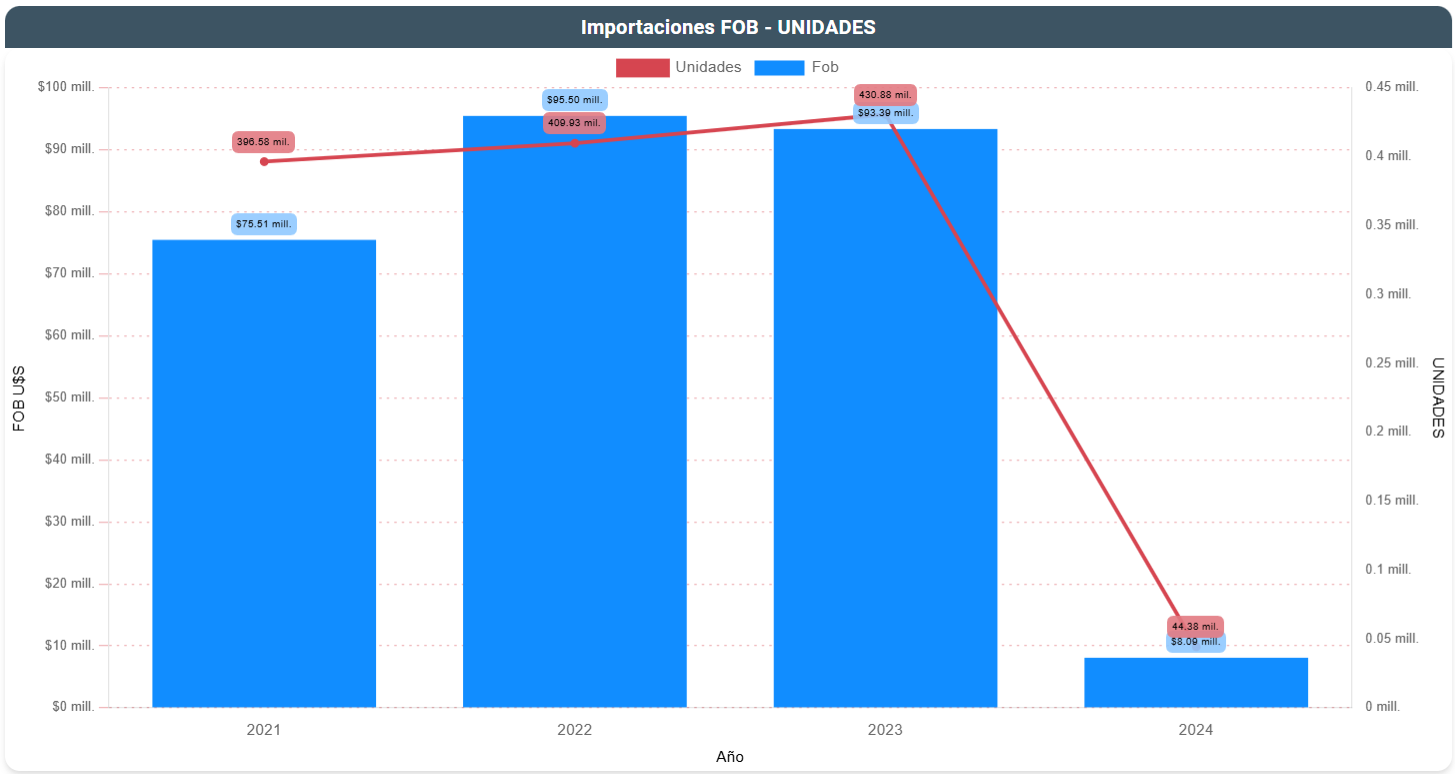 Importaciones FOB - UNIDADES
Unidades Fob
$100 mill. 0.45 mill.
$90 mill. 0.4 mill.
$80 mill. 0.35 mill.
$70 mill. 0.3 mill.
$60 mill. 0.25 mill.
$50 mill. 0.2 mill.
$40 mill. 0.15 mill.
$30 mill. 0.1 mill.
$20 mill. 0.05 mill.
$10 mill. 0 mill.
$0 mill.
FOB U$S
UNIDADES
396.58 mil.
$75.51 mill.
$95.50 mill.
409.93 mil.
430.88 mil.
$93.39 mill.
44.38 mil.
$8.09 mill.
2021 2022 2023 2024
Año